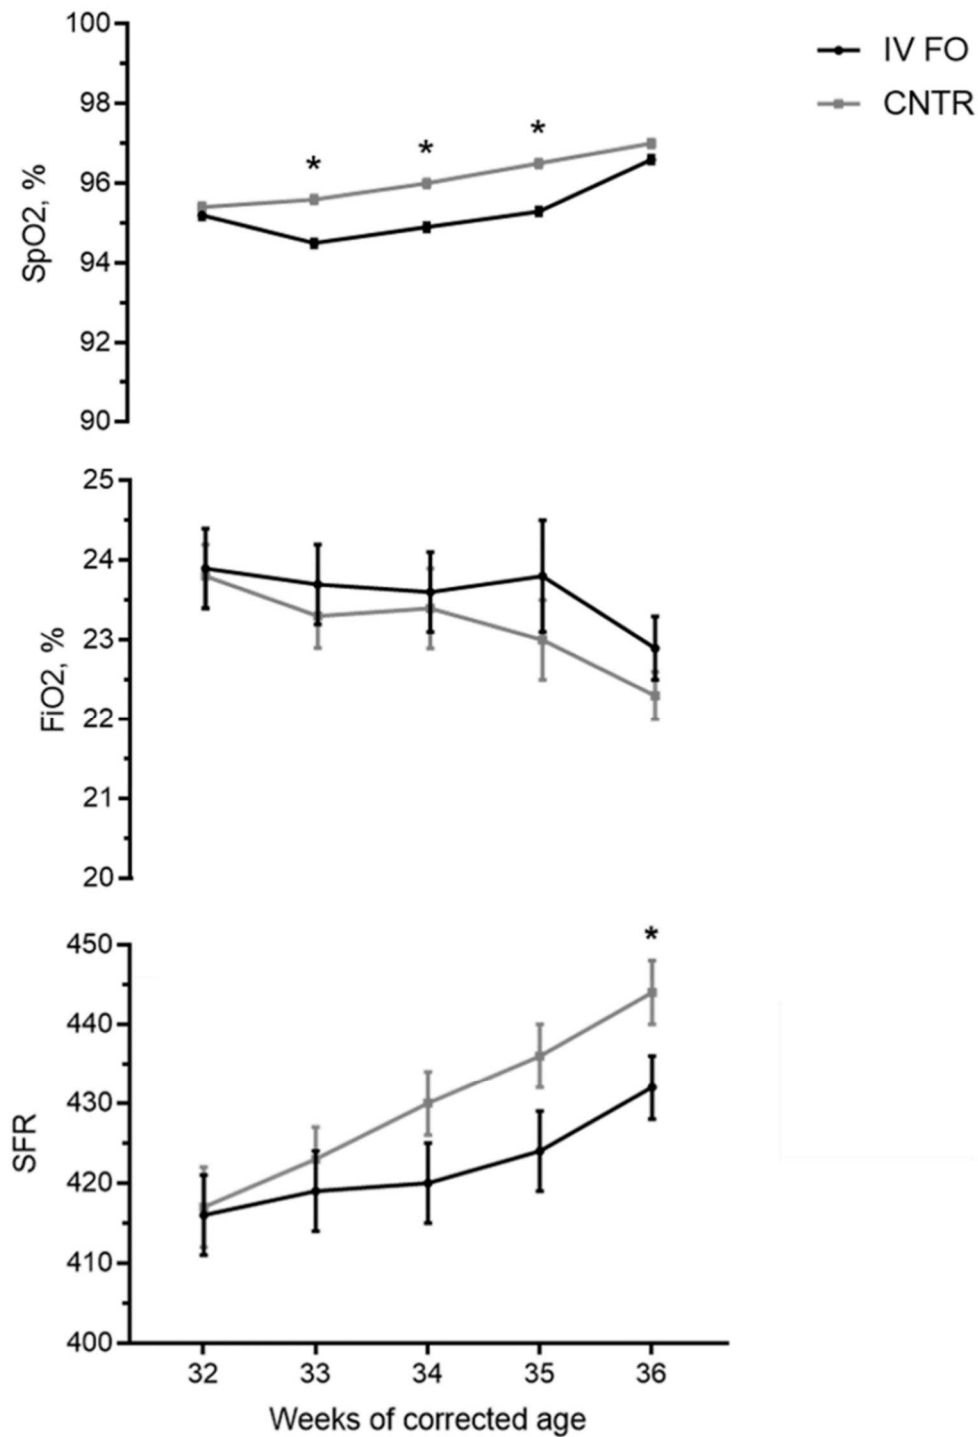 IV FO
CNTR
SpO2, %
100
98
96
94
92
90
* * *
FiO2, %
25
24
23
22
21
20
SFR
450
440
430
420
410
400
*
32 33 34 35 36
Weeks of corrected age